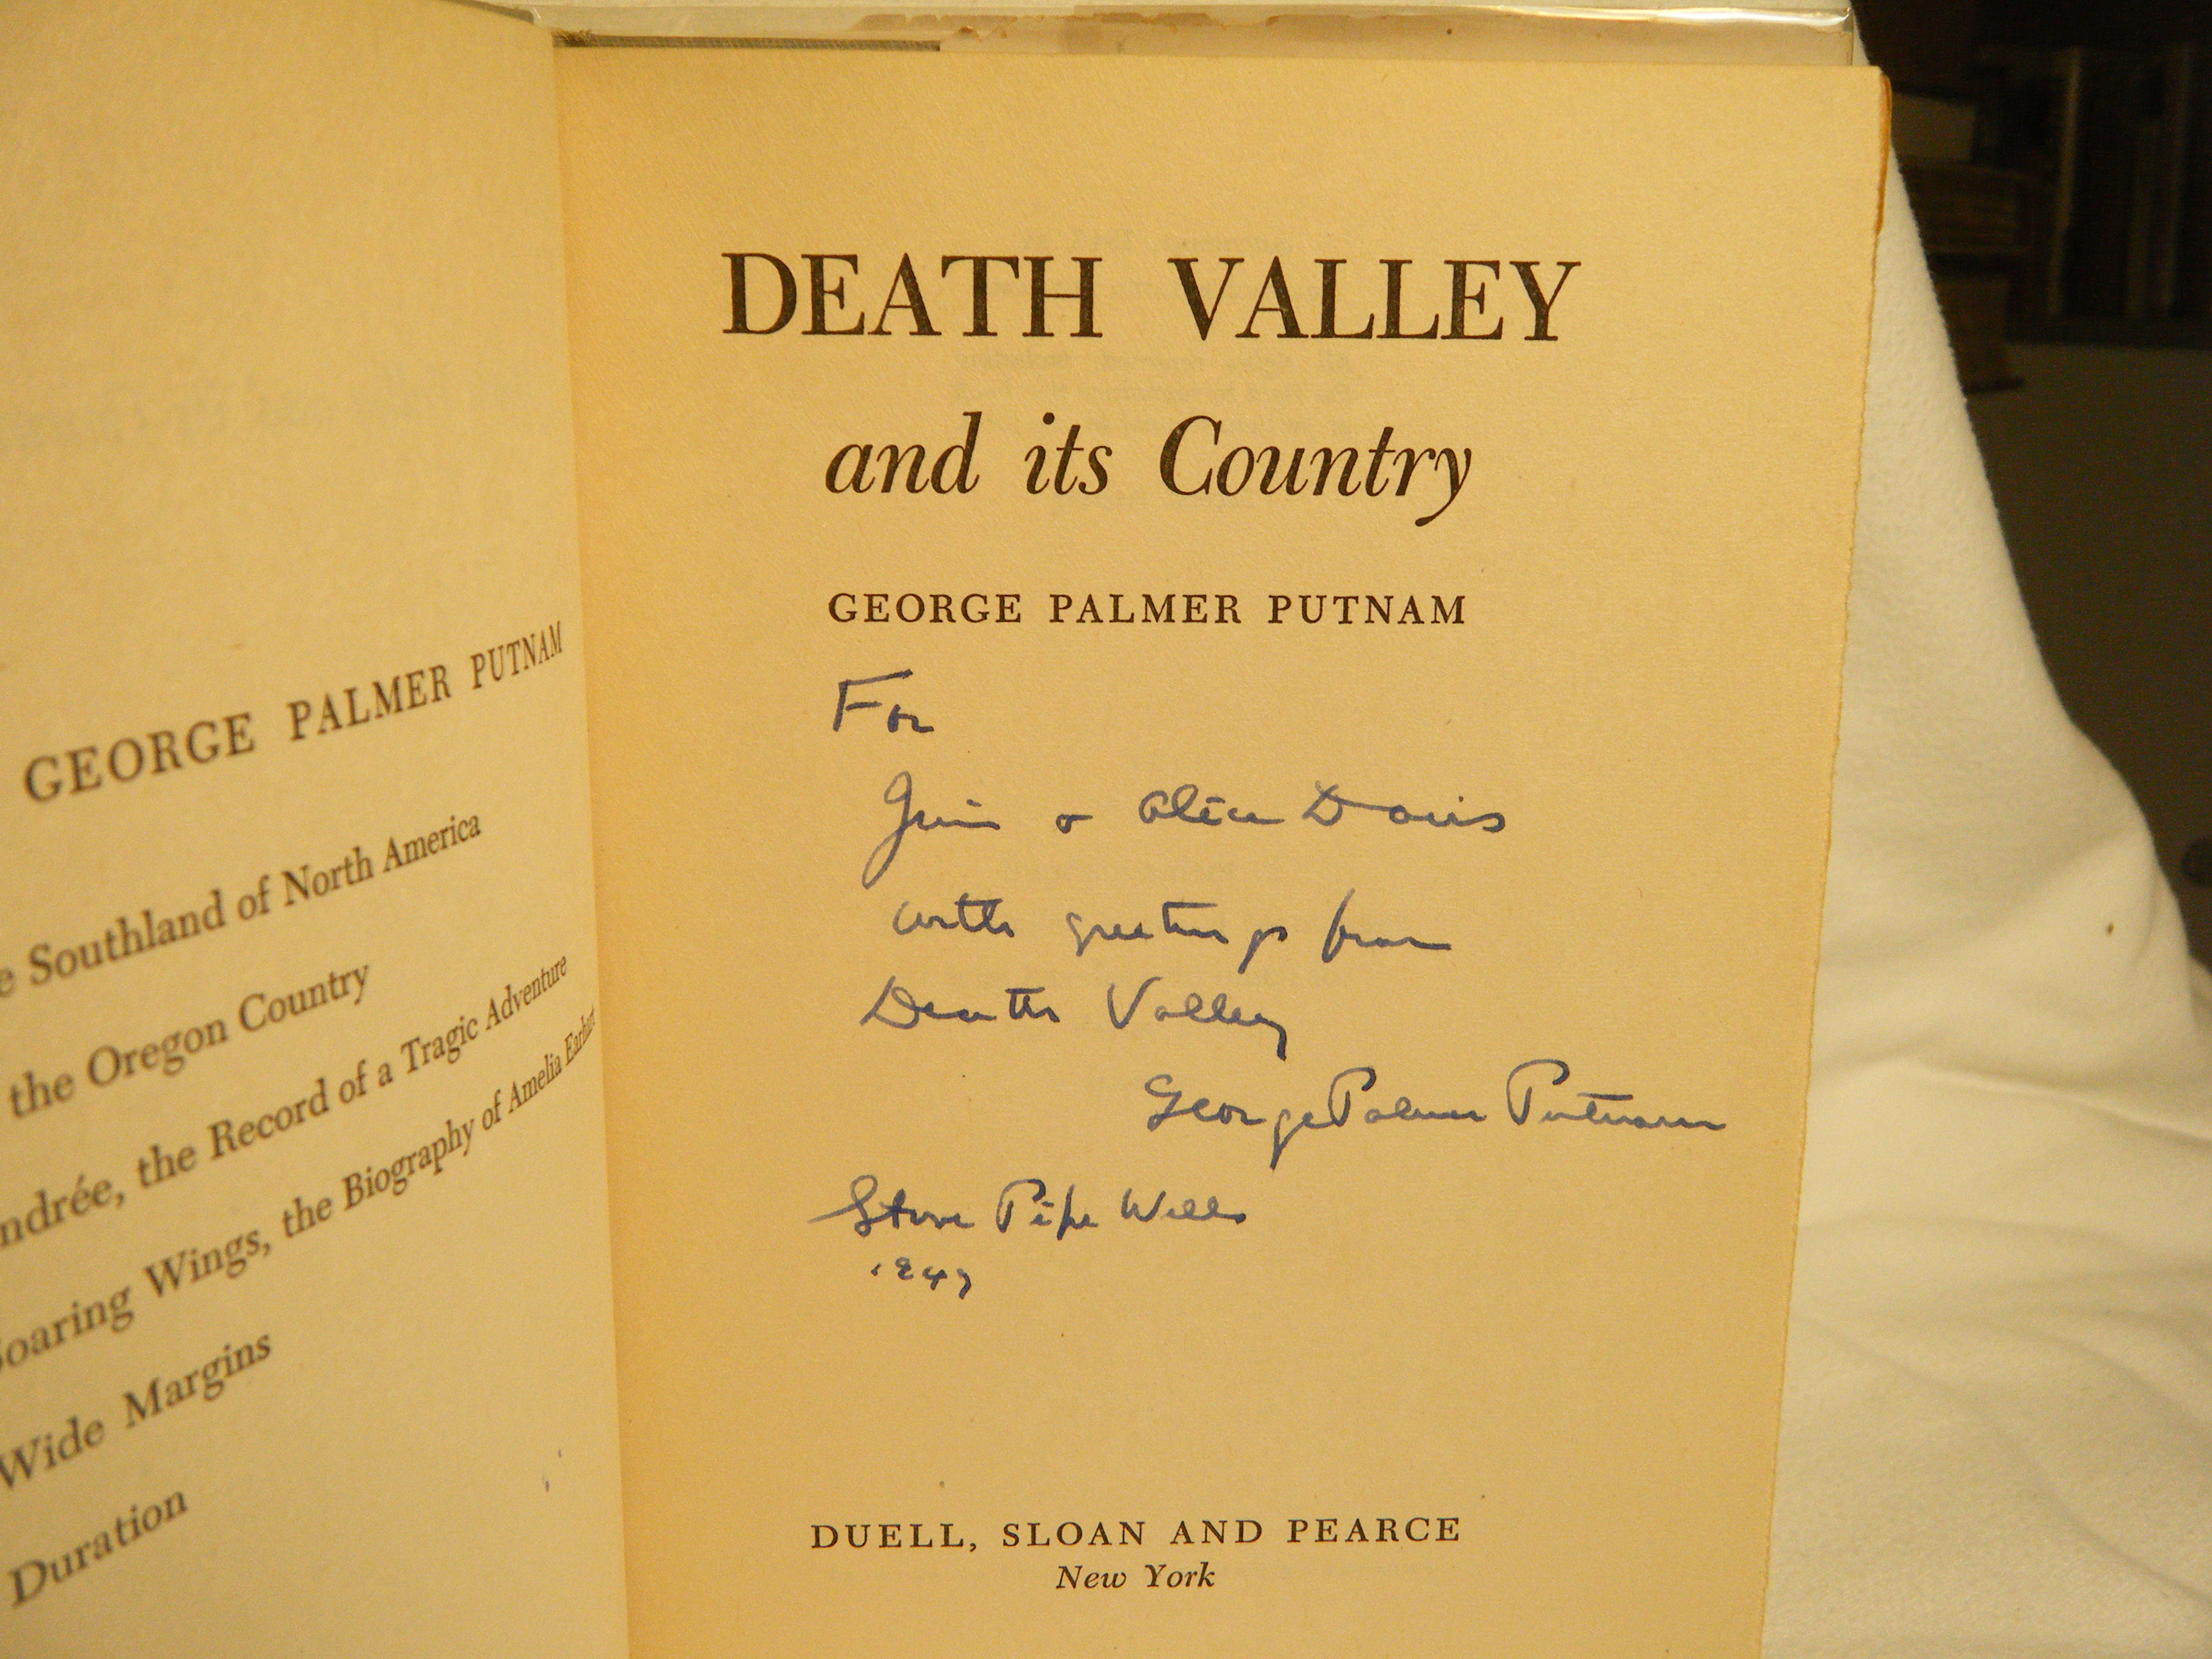 GEORGE PALMER PUTNAM
e Southland of North America
the Oregon Country
ndrée, the Record of a Tragic Adventure
Soaring Wings, the Biography of Amelia Earhart
Wide Margins
Duration
DEATH VALLEY
and its Country
GEORGE PALMER PUTNAM
For
Jim & Alice Davis
with greetings from
Death Valley
George Palmer Putnam
Stove Pipe Wells
1947
DUELL, SLOAN AND PEARCE
New York